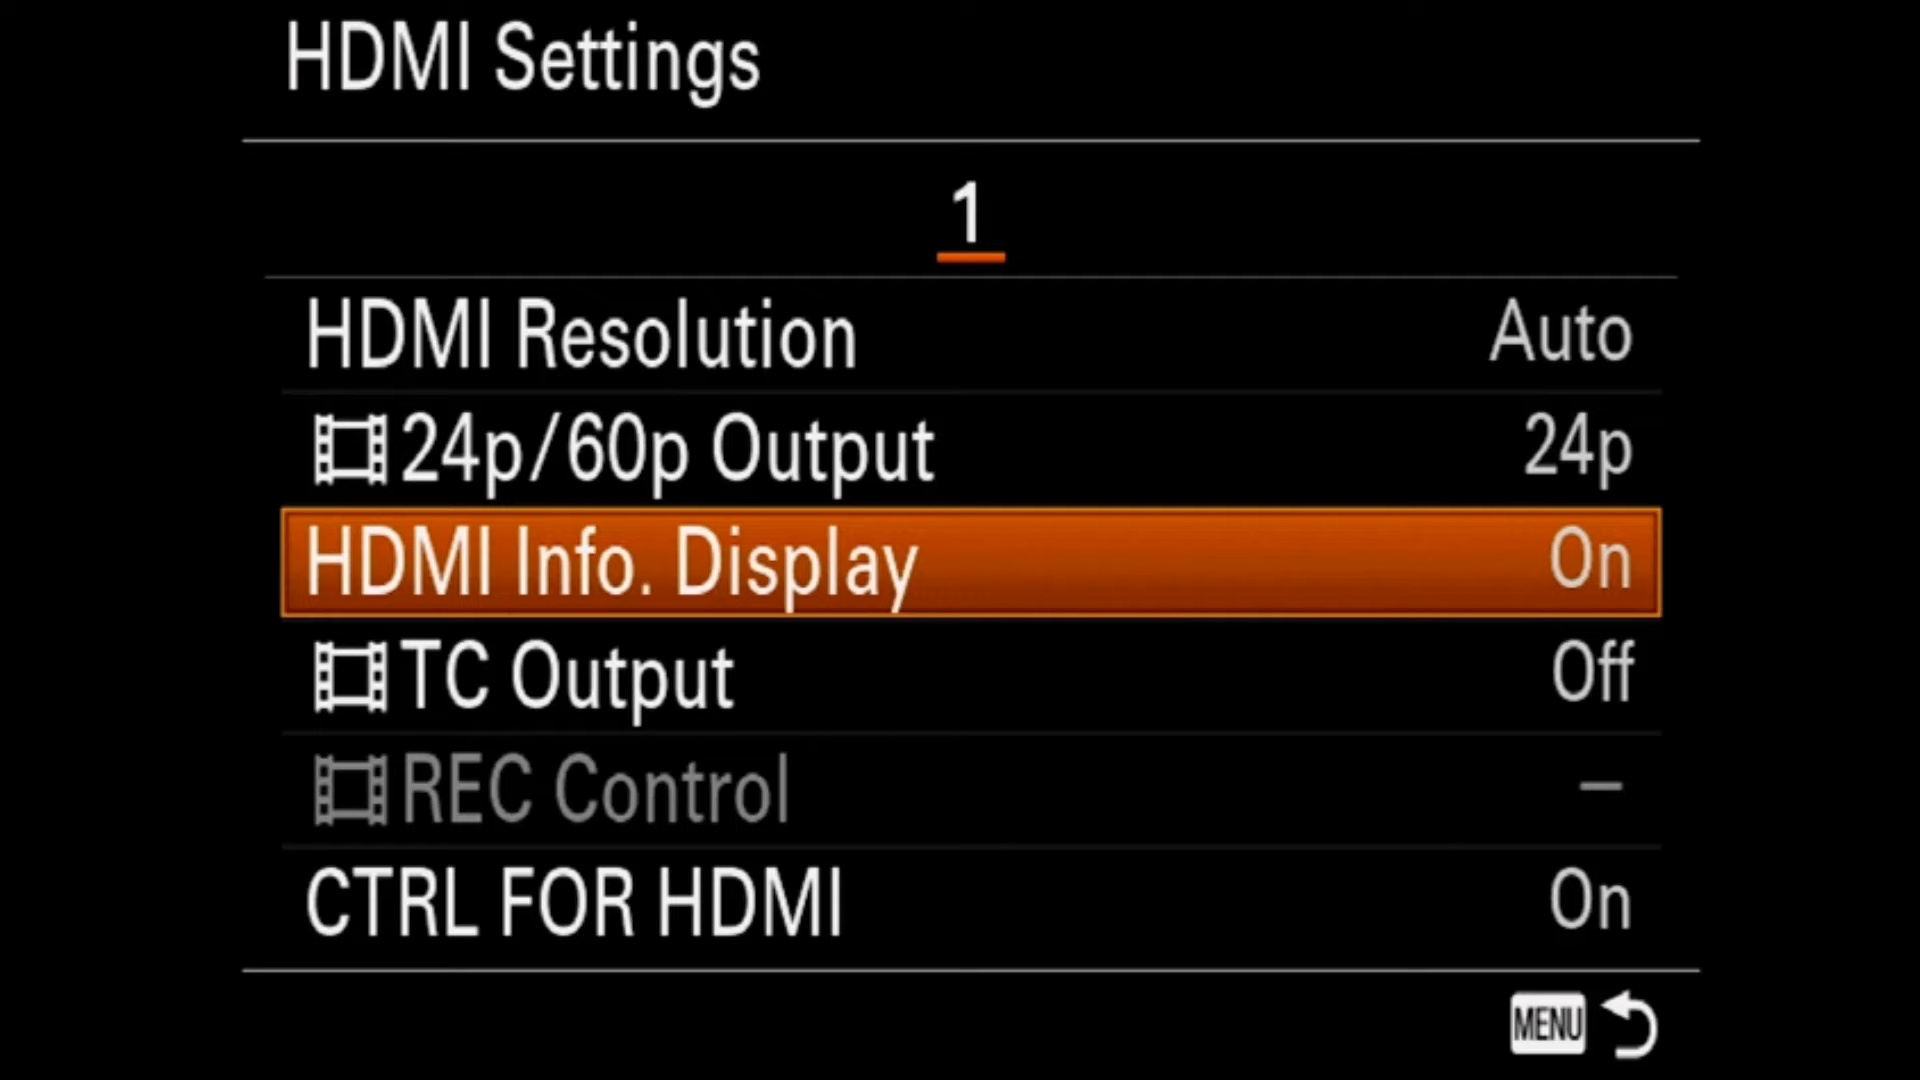 HDMI Settings
1
HDMI Resolution Auto
24p/60p Output 24p
HDMI Info. Display On
TC Output Off
REC Control –
CTRL FOR HDMI On
MENU